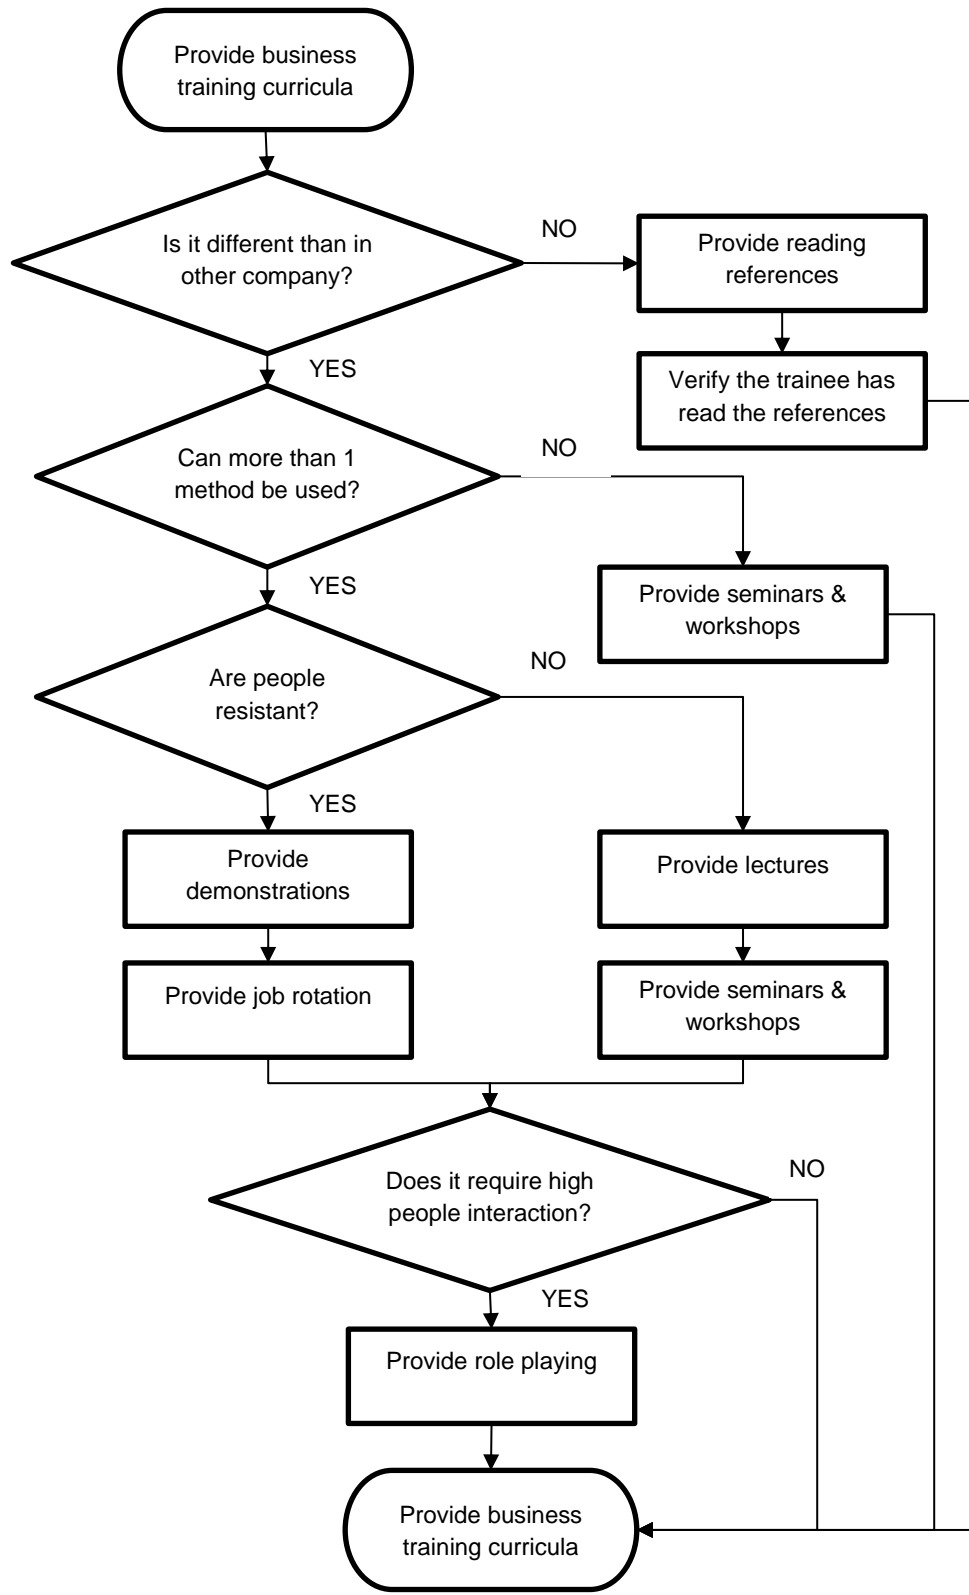 Provide business
training curricula
Is it different than in
other company?
NO
Provide reading
references
YES
Verify the trainee has
read the references
Can more than 1
method be used?
NO
YES
Provide seminars &
workshops
Are people
resistant?
NO
YES
Provide
demonstrations
Provide lectures
Provide job rotation
Provide seminars &
workshops
Does it require high
people interaction?
NO
YES
Provide role playing
Provide business
training curricula